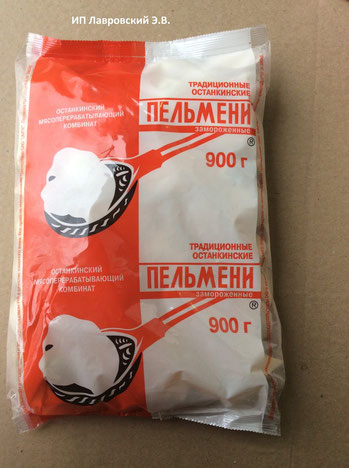 ИП Лавровский Э.В.
ТРАДИЦИОННЫЕ
ОСТАНКИНСКИЕ
ПЕЛЬМЕНИ
замороженные
®
900 г
ОСТАНКИНСКИЙ
МЯСОПЕРЕРАБАТЫВАЮЩИЙ
КОМБИНАТ
ТРАДИЦИОННЫЕ
ОСТАНКИНСКИЕ
ПЕЛЬМЕНИ
замороженные
®
900 г
ОСТАНКИНСКИЙ
МЯСОПЕРЕРАБАТЫВАЮЩИЙ
КОМБИНАТ